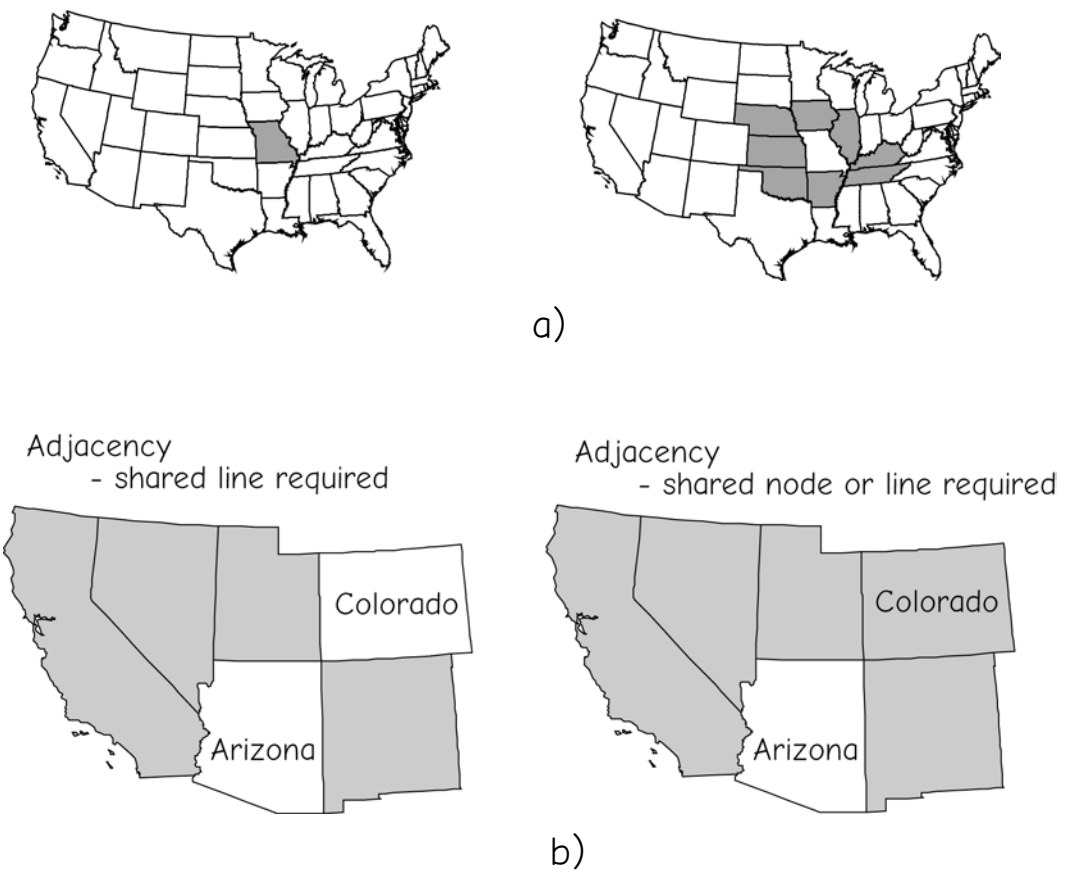 a)
Adjacency
- shared line required
Adjacency
- shared node or line required
Colorado
Arizona
Colorado
Arizona
b)